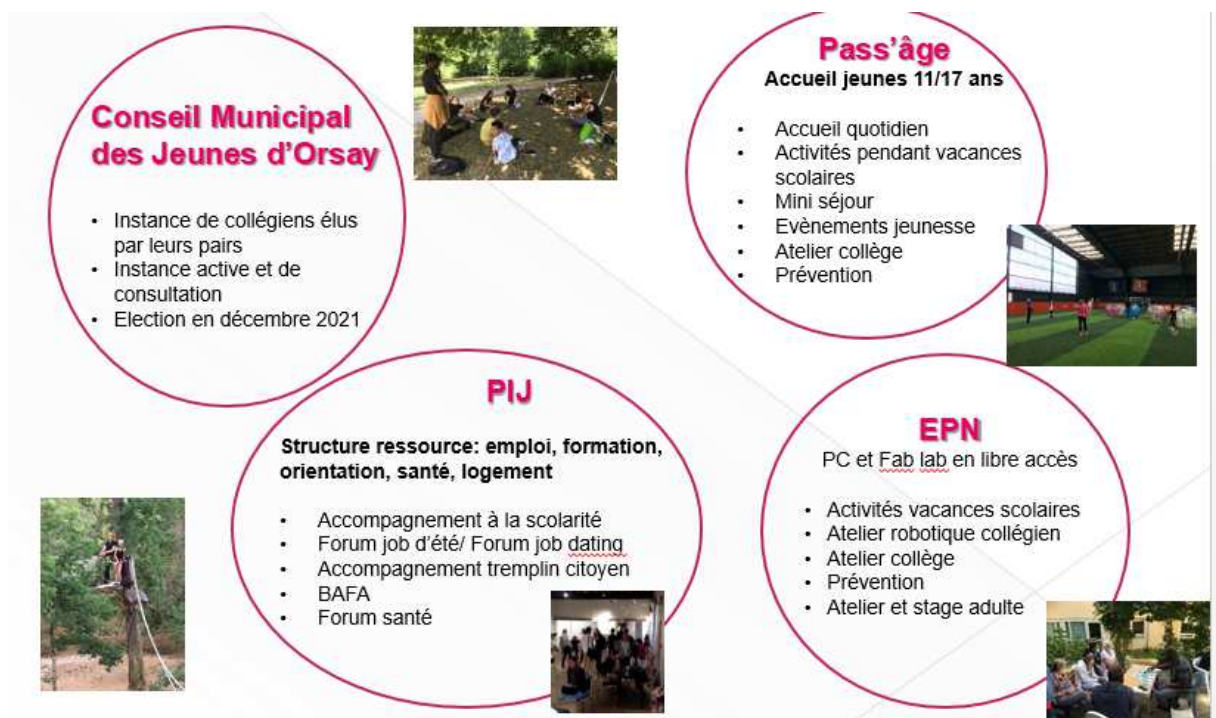 Conseil Municipal
des Jeunes d'Orsay
• Instance de collégiens élus
par leurs pairs
• Instance active et de
consultation
• Election en décembre 2021
Pass'âge
Accueil jeunes 11/17 ans
• Accueil quotidien
• Activités pendant vacances
scolaires
• Mini séjour
• Evènements jeunesse
• Atelier collège
• Prévention
PIJ
Structure ressource: emploi, formation,
orientation, santé, logement
• Accompagnement à la scolarité
• Forum job d'été/ Forum job dating
• Accompagnement tremplin citoyen
• BAFA
• Forum santé
EPN
PC et Fab lab en libre accès
• Activités vacances scolaires
• Atelier robotique collégien
• Atelier collège
• Prévention
• Atelier et stage adulte